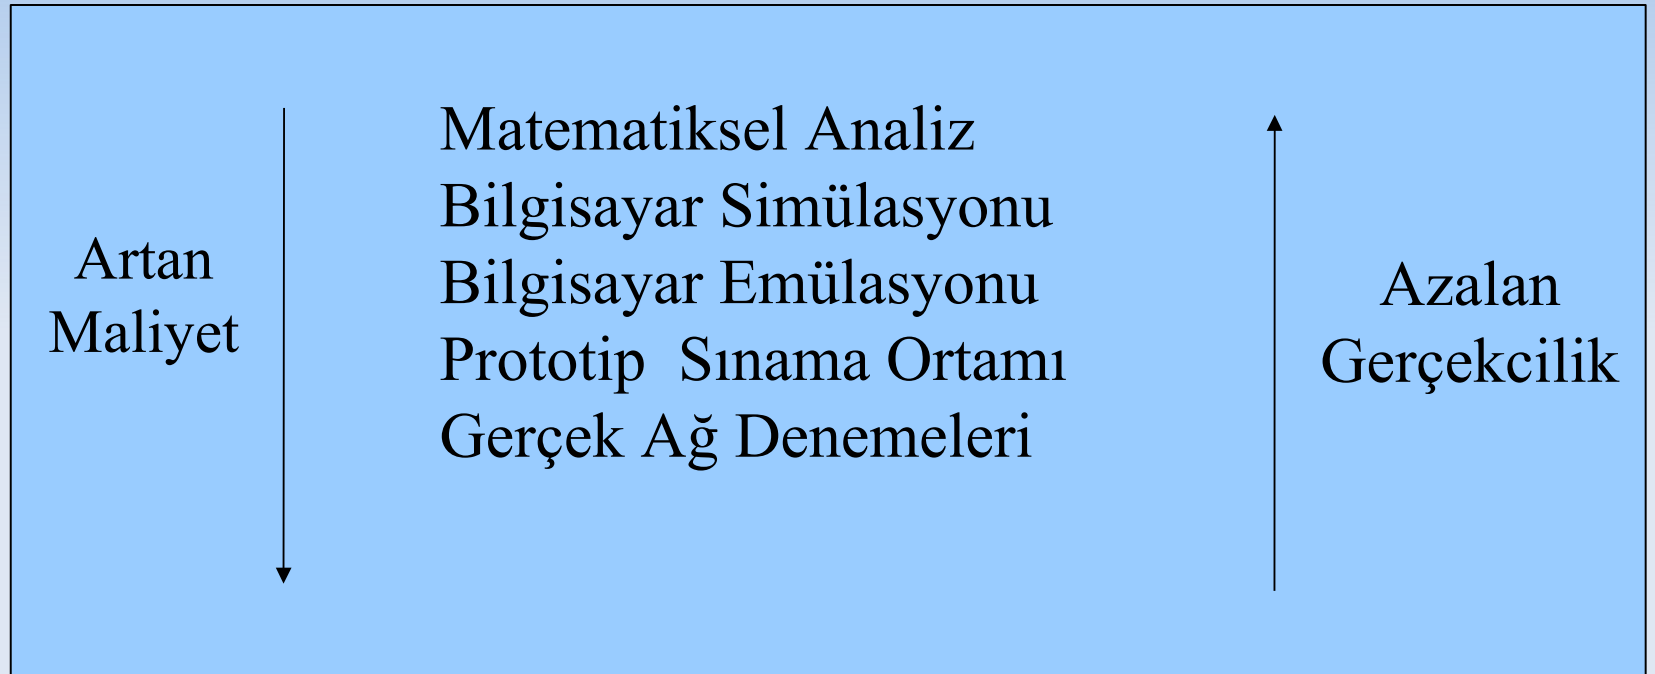 Artan
Maliyet
Matematiksel Analiz
Bilgisayar Simülasyonu
Bilgisayar Emülasyonu
Prototip  Sınama Ortamı
Gerçek Ağ Denemeleri
Azalan
Gerçekcilik